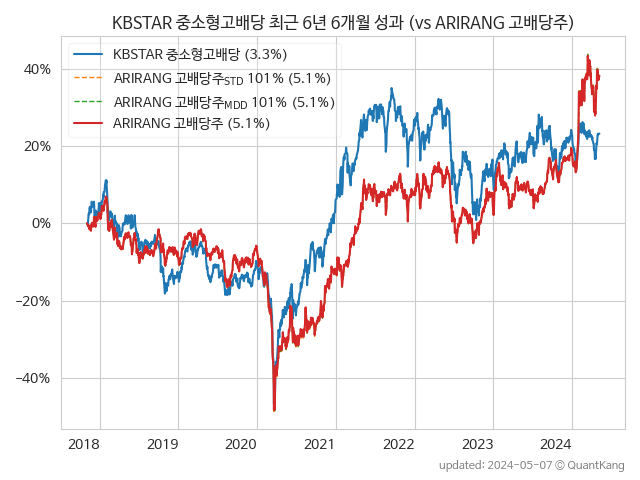 KBSTAR 중소형고배당 최근 6년 6개월 성과 (vs ARIRANG 고배당주)
KBSTAR 중소형고배당 (3.3%)
ARIRANG 고배당주STD 101% (5.1%)
ARIRANG 고배당주MDD 101% (5.1%)
ARIRANG 고배당주 (5.1%)
40%
20%
0%
−20%
−40%
2018 2019 2020 2021 2022 2023 2024
updated: 2024-05-07 © QuantKang